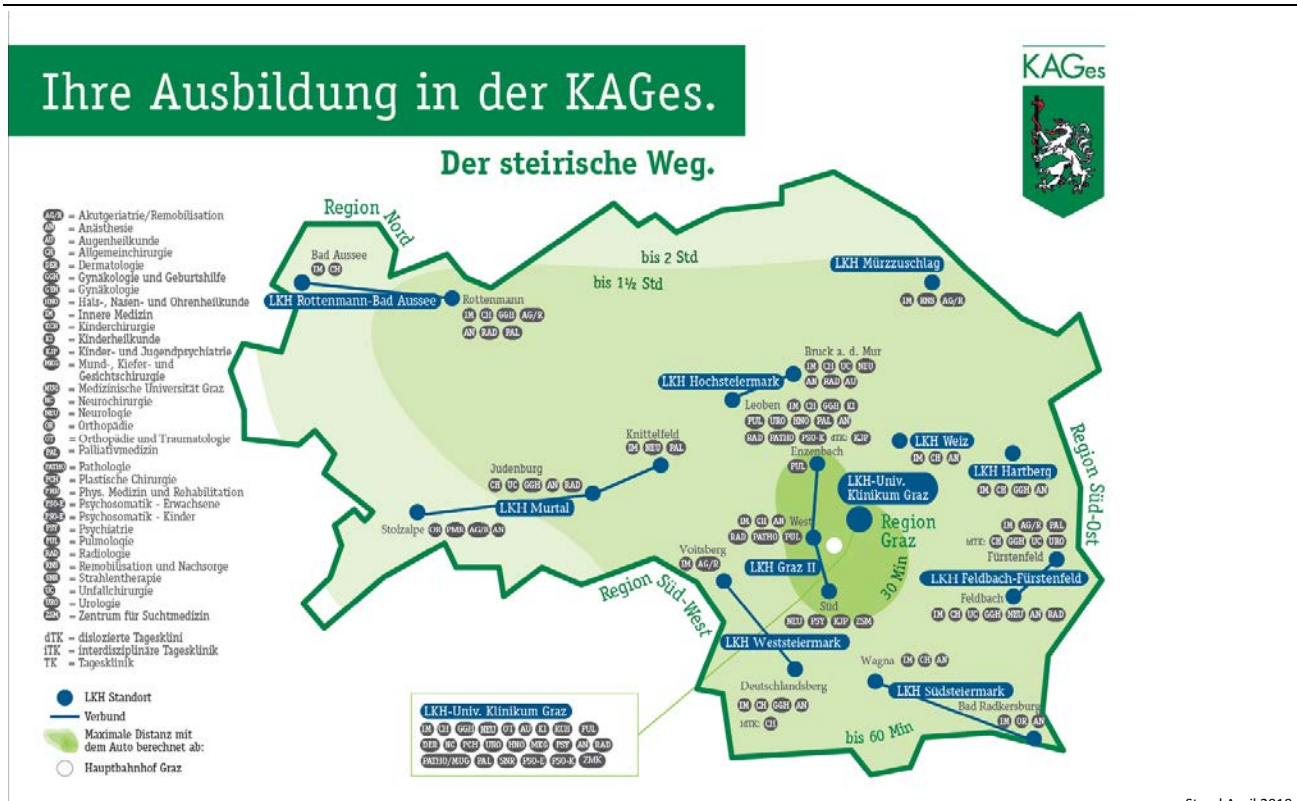 Ihre Ausbildung in der KAGes.
KAGes
Der steirische Weg.
AG/R = Akutgeriatrie/Remobilisation
AN = Anästhesie
AU = Augenheilkunde
CH = Allgemeinchirurgie
DER = Dermatologie
GGH = Gynäkologie und Geburtshilfe
GYN = Gynäkologie
HNO = Hals-, Nasen- und Ohrenheilkunde
IM = Innere Medizin
KCH = Kinderchirurgie
KI = Kinderheilkunde
KJP = Kinder- und Jugendpsychiatrie
MKG = Mund-, Kiefer- und
Gesichtschirurgie
MUG = Medizinische Universität Graz
NC = Neurochirurgie
NEU = Neurologie
OR = Orthopädie
OT = Orthopädie und Traumatologie
PAL = Palliativmedizin
PATHO = Pathologie
PCH = Plastische Chirurgie
PMR = Phys. Medizin und Rehabilitation
PSO-E = Psychosomatik - Erwachsene
PSO-K = Psychosomatik - Kinder
PSY = Psychiatrie
PUL = Pulmologie
RAD = Radiologie
RNS = Remobilisation und Nachsorge
SNR = Strahlentherapie
UC = Unfallchirurgie
URO = Urologie
ZSM = Zentrum für Suchtmedizin
dTK = dislozierte Tagesklini
iTK = interdisziplinäre Tagesklinik
TK = Tagesklinik
LKH Standort
Verbund
Maximale Distanz mit
dem Auto berechnet ab:
Hauptbahnhof Graz
Region Nord
Bad Aussee
IM CH
LKH Rottenmann-Bad Aussee
Rottenmann
IM CH GGH AG/R
AN RAD PAL
bis 2 Std
bis 1½ Std
LKH Mürzzuschlag
IM RNS AG/R
Bruck a. d. Mur
IM CH UC NEU
AN RAD AU
LKH Hochsteiermark
Leoben IM CH GGH KI
PUL URO HNO PAL AN
RAD PATHO PSO-K dTK: KJP
Knittelfeld
IM NEU PAL
Judenburg
CH UC GGH AN RAD
LKH Murtal
Stolzalpe OR PMR AG/R AN
Enzenbach
PUL
LKH Weiz
IM CH AN
LKH Hartberg
IM CH GGH AN
Region Süd-Ost
LKH-Univ.
Klinikum Graz
Region
Graz
IM CH AN West
RAD PATHO PUL
LKH Graz II
30 Min
Süd
NEU PSY KJP ZSM
IM AG/R PAL
CH GGH UC URO
Fürstenfeld
LKH Feldbach-Fürstenfeld
Feldbach
IM CH UC GGH NEU AN RAD
Voitsberg
IM AG/R
Region Süd-West
LKH Weststeiermark
Deutschlandsberg
IM CH GGH AN
CH
Wagna IM CH AN
LKH Südsteiermark
Bad Radkersburg
IM OR AN
bis 60 Min
LKH-Univ. Klinikum Graz
IM CH GGH NEU OT AU KI KCH PUL
DER NC PCH URO HNO MKG PSY AN RAD
PATHO/MUG PAL SNR PSO-E PSO-K ZMK